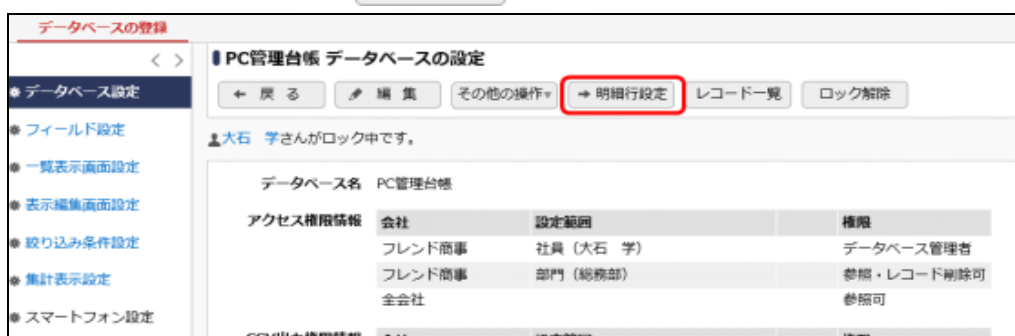 データベースの登録
< >
データベース設定
フィールド設定
一覧表示画面設定
表示編集画面設定
絞り込み条件設定
集計表示設定
スマートフォン設定
PC管理台帳 データベースの設定
← 戻 る 編 集 その他の操作▾ → 明細行設定 レコード一覧 ロック解除
大石 学さんがロック中です。
データベース名 PC管理台帳
アクセス権限情報 会社 設定範囲 権限
フレンド商事 社員（大石 学） データベース管理者
フレンド商事 部門（総務部） 参照・レコード削除可
全会社 参照可